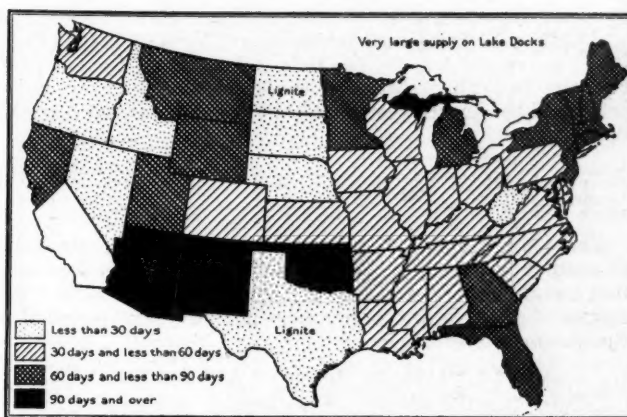 Very large supply on Lake Docks
Lignite
Lignite
Less than 30 days
30 days and less than 60 days
60 days and less than 90 days
90 days and over